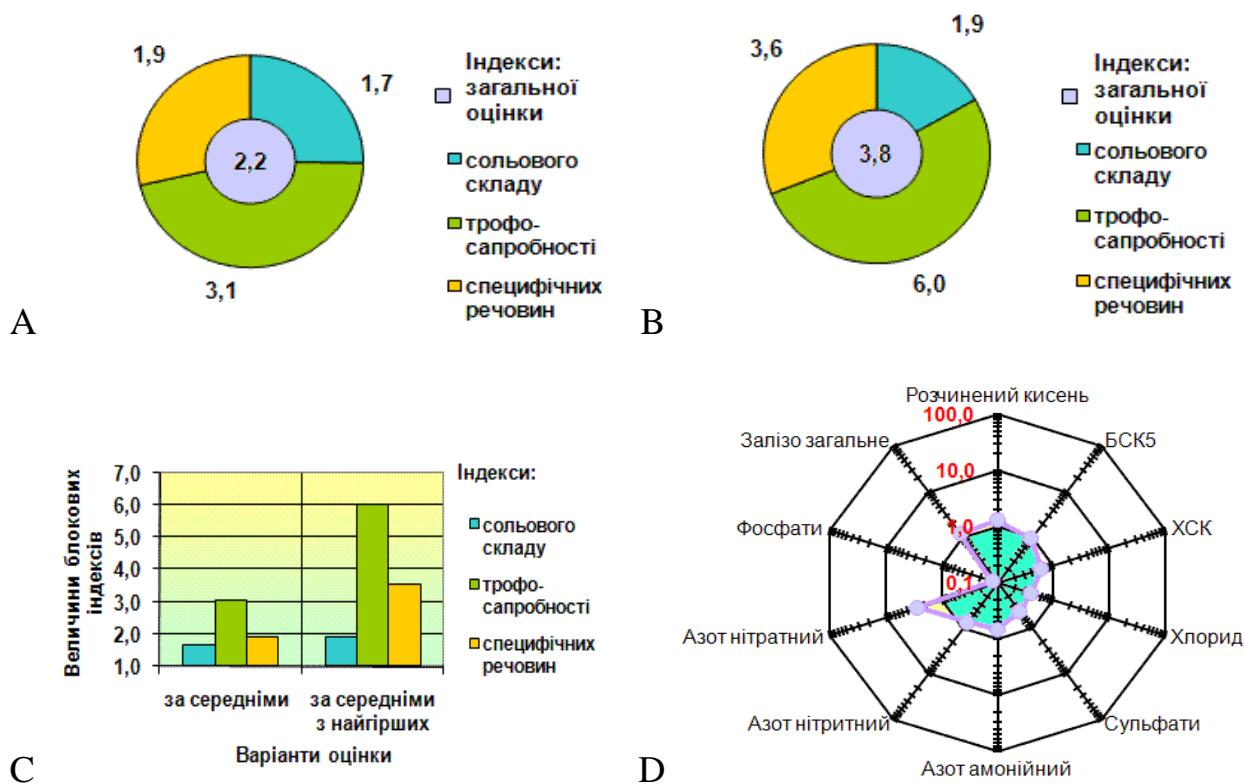 1,9
1,7
2,2
3,1
Індекси:
загальної
оцінки
сольового
складу
трофо-
сапробності
специфічних
речовин
A
3,6
1,9
3,8
6,0
Індекси:
загальної
оцінки
сольового
складу
трофо-
сапробності
специфічних
речовин
B
Величини блокових
індексів
7,0
6,0
5,0
4,0
3,0
2,0
1,0
за середніми
за середніми
з найгірших
Варіанти оцінки
Індекси:
сольового
складу
трофо-
сапробності
специфічних
речовин
C
Розчинений кисень
100,0
10,0
1,0
0,1
БСК5
ХСК
Хлорид
Сульфати
Азот амонійний
Азот нітритний
Азот нітратний
Фосфати
Залізо загальне
D